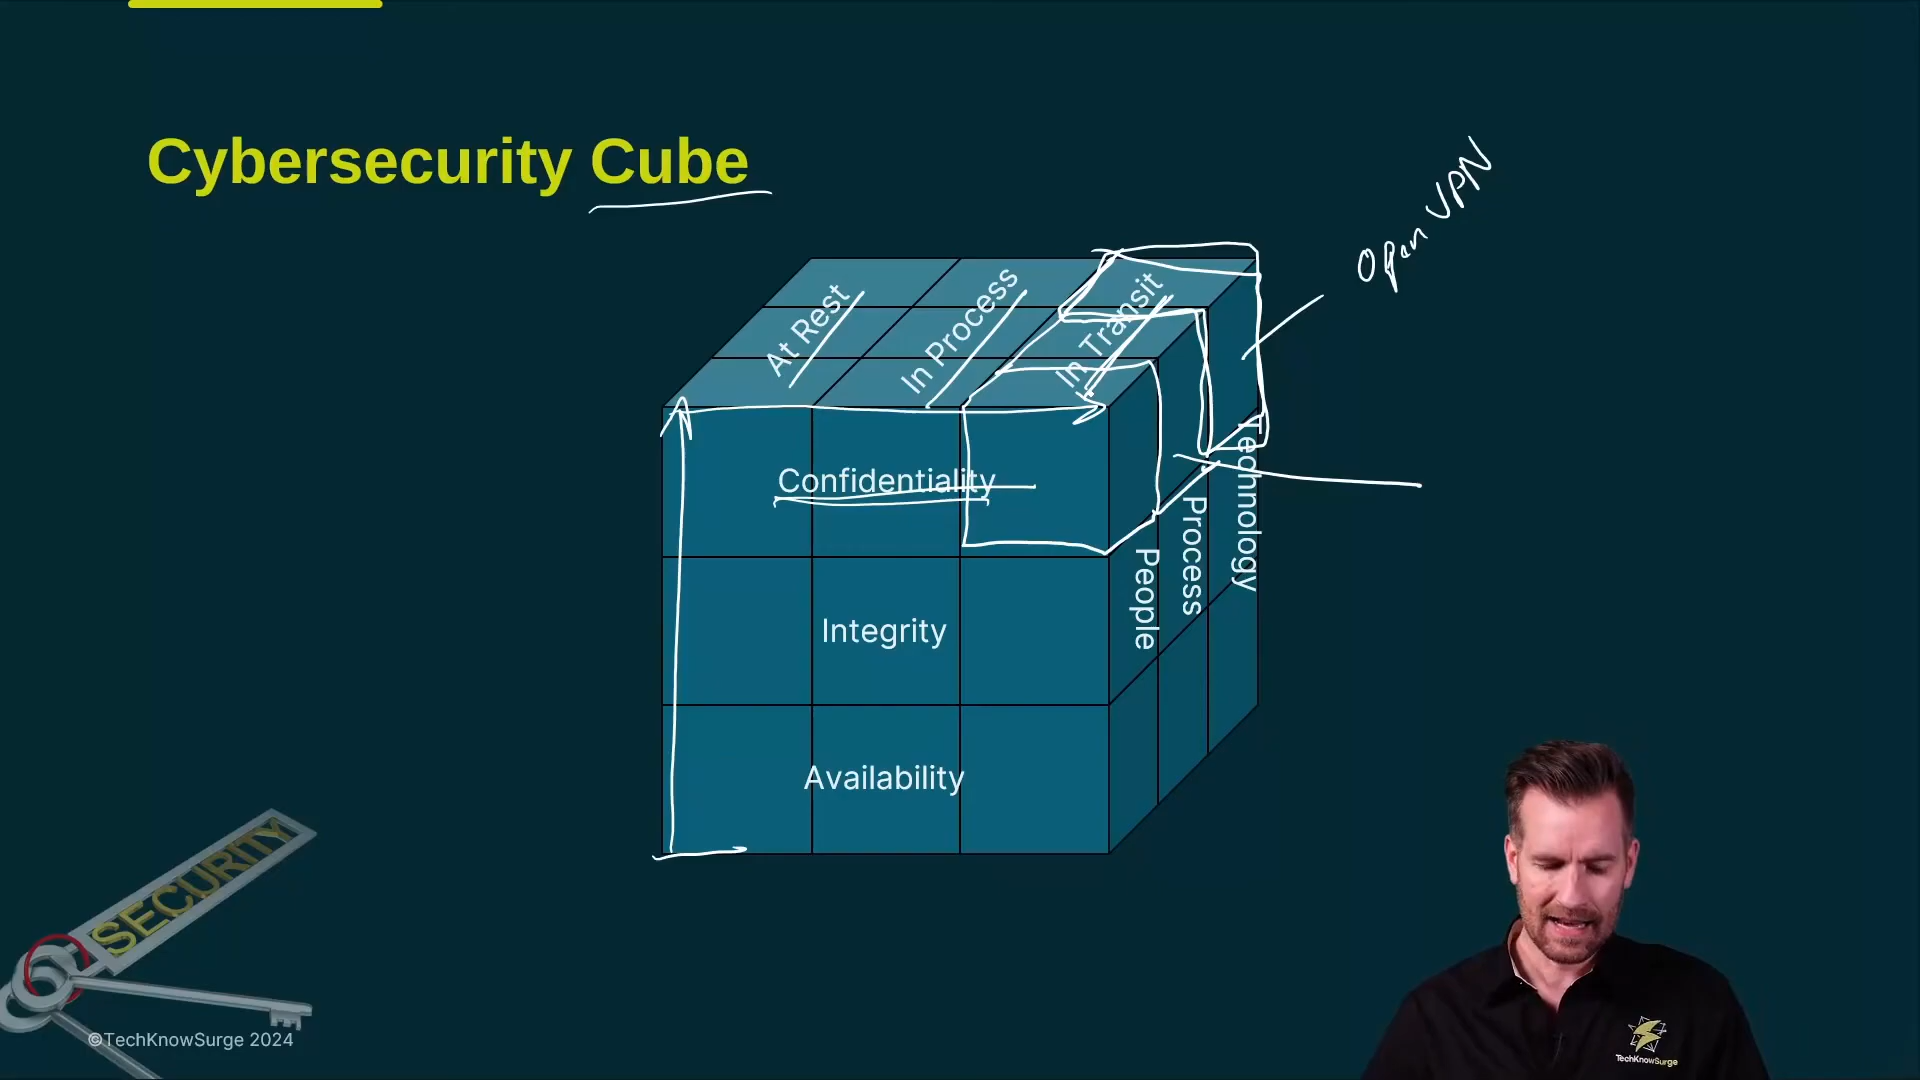 Cybersecurity Cube
Open VPN
At Rest
In Process
In Transit
Confidentiality
Technology
Process
People
Integrity
Availability
SECURITY
©TechKnowSurge 2024
TechKnowSurge